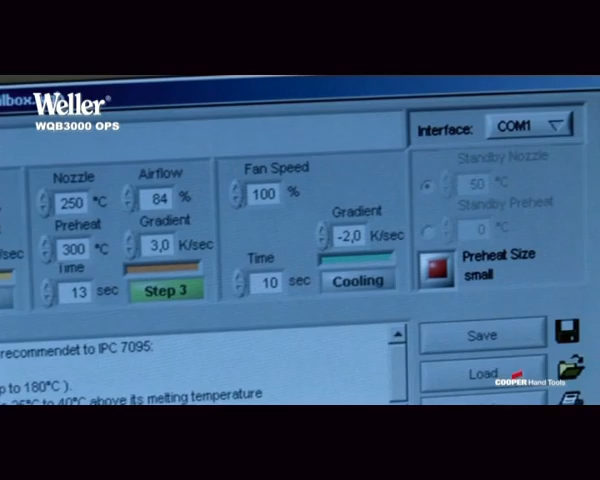 llbox.
Weller®
WQB3000 OPS
Interface: COM1
Nozzle Airflow Fan Speed Standby Nozzle
250 °C 84 % 100 % 50 °C
Preheat Gradient Gradient Standby Preheat
/sec 300 °C 3,0 K/sec -2,0 K/sec 0 °C
Time Time Preheat Size
13 sec Step 3 10 sec Cooling small
recommendet to IPC 7095: Save
p to 180°C ). Load
25°C to 40°C above its melting temperature
COOPER Hand Tools